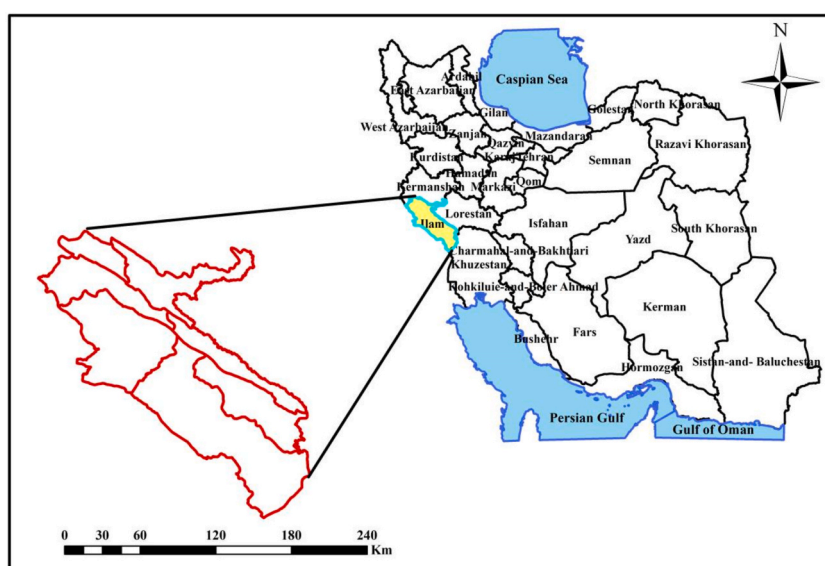 N
Caspian Sea
Ardabil
East Azarbaijan
Gilan
Golestan
North Khorasan
West Azarbaijan
Zanjan
Mazandaran
Qazvin
Razavi Khorasan
Kurdistan
Karaj
Tehran
Semnan
Hamadan
Qom
Kermanshah
Markazi
Lorestan
Ilam
Isfahan
South Khorasan
Yazd
Charmahal-and-Bakhtiari
Khuzestan
Kohkiluie-and-Boyer Ahmad
Kerman
Bushehr
Fars
Hormozgan
Sistan-and- Baluchestan
Persian Gulf
Gulf of Oman
0 30 60 120 180 240
Km